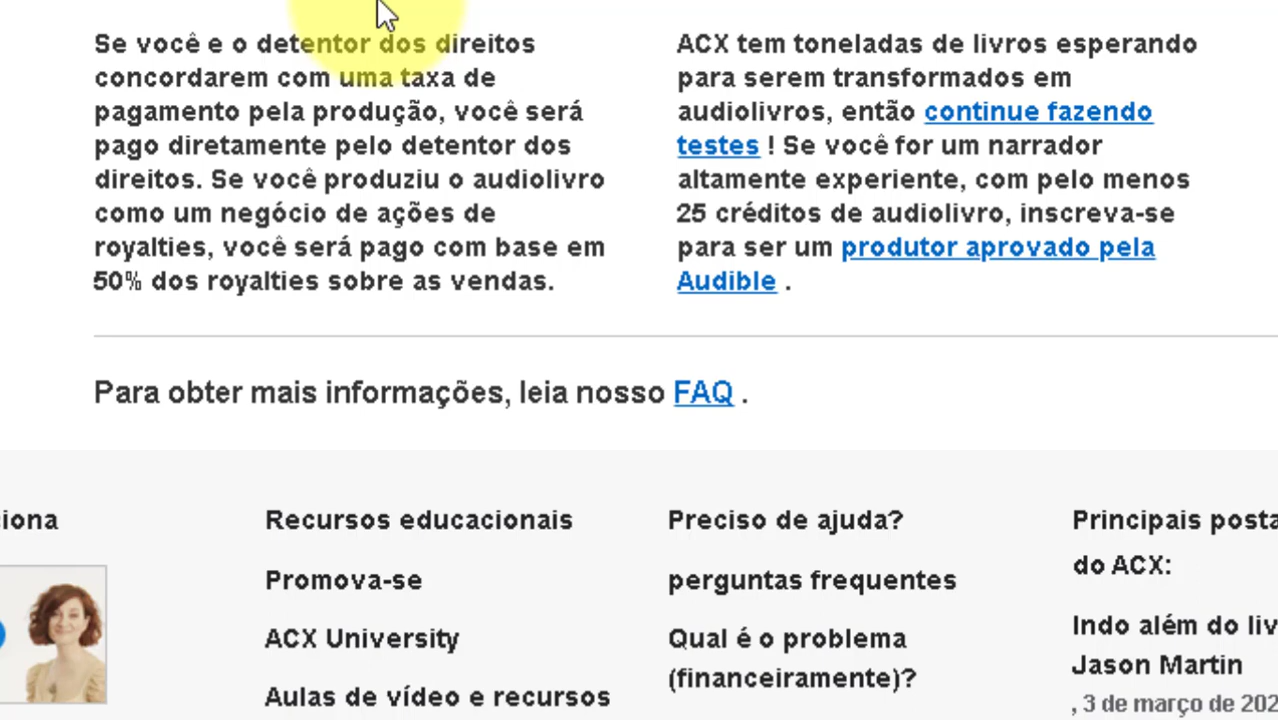 Se você e o detentor dos direitos
concordarem com uma taxa de
pagamento pela produção, você será
pago diretamente pelo detentor dos
direitos. Se você produziu o audiolivro
como um negócio de ações de
royalties, você será pago com base em
50% dos royalties sobre as vendas.
ACX tem toneladas de livros esperando
para serem transformados em
audiolivros, então continue fazendo
testes ! Se você for um narrador
altamente experiente, com pelo menos
25 créditos de audiolivro, inscreva-se
para ser um produtor aprovado pela
Audible .
Para obter mais informações, leia nosso FAQ .
Recursos educacionais
Promova-se
ACX University
Aulas de vídeo e recursos
Preciso de ajuda?
perguntas frequentes
Qual é o problema
(financeiramente)?
Principais
do ACX:
Indo além do
Jason Martin
, 3 de março de